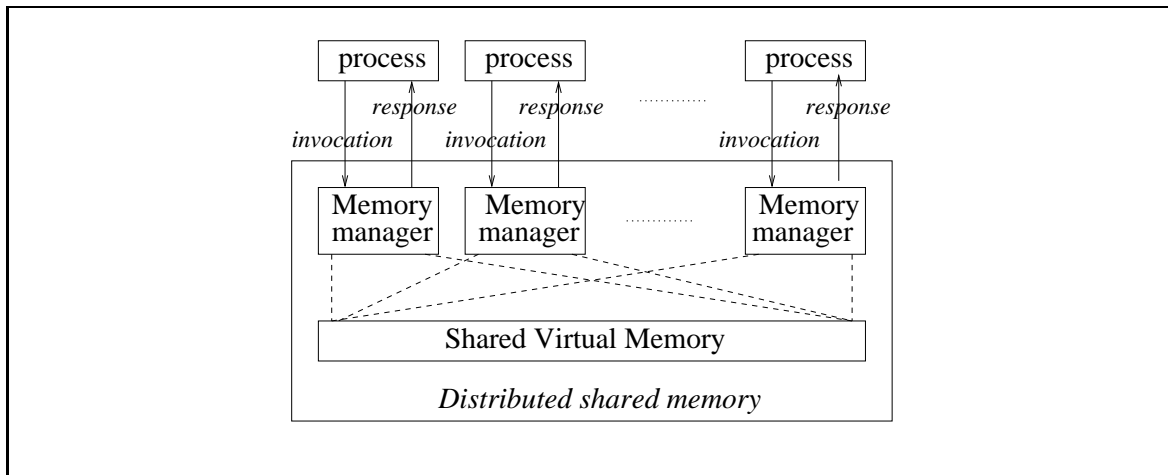 process process process
response response response
invocation invocation invocation
Memory Memory Memory
manager manager manager
Shared Virtual Memory
Distributed shared memory